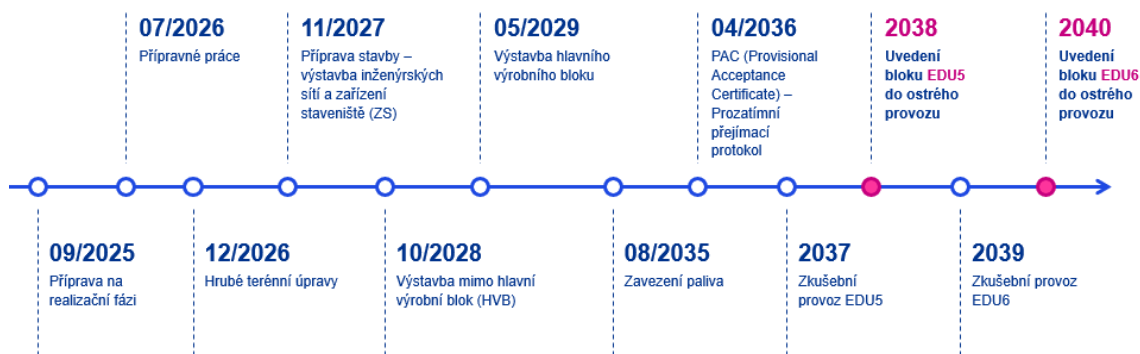 07/2026
Přípravné práce
11/2027
Příprava stavby –
výstavba inženýrských
sítí a zařízení
staveniště (ZS)
05/2029
Výstavba hlavního
výrobního bloku
04/2036
PAC (Provisional
Acceptance
Certificate) –
Prozatímní
přejímací
protokol
2038
Uvedení
bloku EDU5
do ostrého
provozu
2040
Uvedení
bloku EDU6
do ostrého
provozu
09/2025
Příprava na
realizační fázi
12/2026
Hrubé terénní úpravy
10/2028
Výstavba mimo hlavní
výrobní blok (HVB)
08/2035
Zavezení paliva
2037
Zkušební
provoz EDU5
2039
Zkušební provoz
EDU6